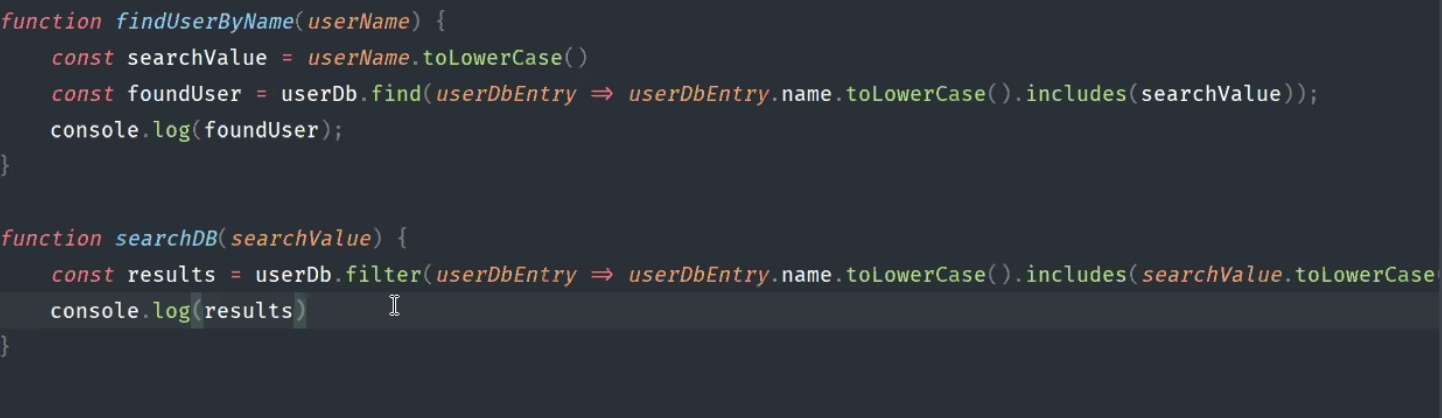 function findUserByName(userName) {
    const searchValue = userName.toLowerCase()
    const foundUser = userDb.find(userDbEntry => userDbEntry.name.toLowerCase().includes(searchValue));
    console.log(foundUser);
}
function searchDB(searchValue) {
    const results = userDb.filter(userDbEntry => userDbEntry.name.toLowerCase().includes(searchValue.toLowerCase(
    console.log(results)
}